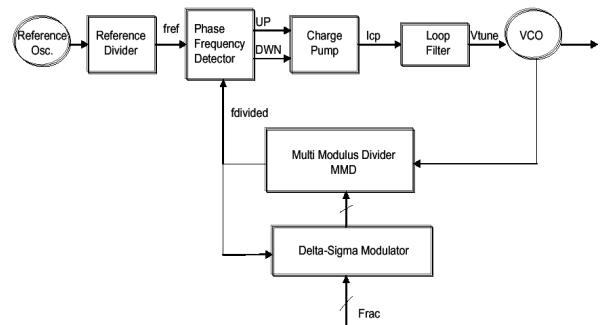 Reference
Osc.
Reference
Divider
fref
Phase
Frequency
Detector
UP
DWN
Charge
Pump
Icp
Loop
Filter
Vtune
VCO
fdivided
Multi Modulus Divider
MMD
Delta-Sigma Modulator
Frac